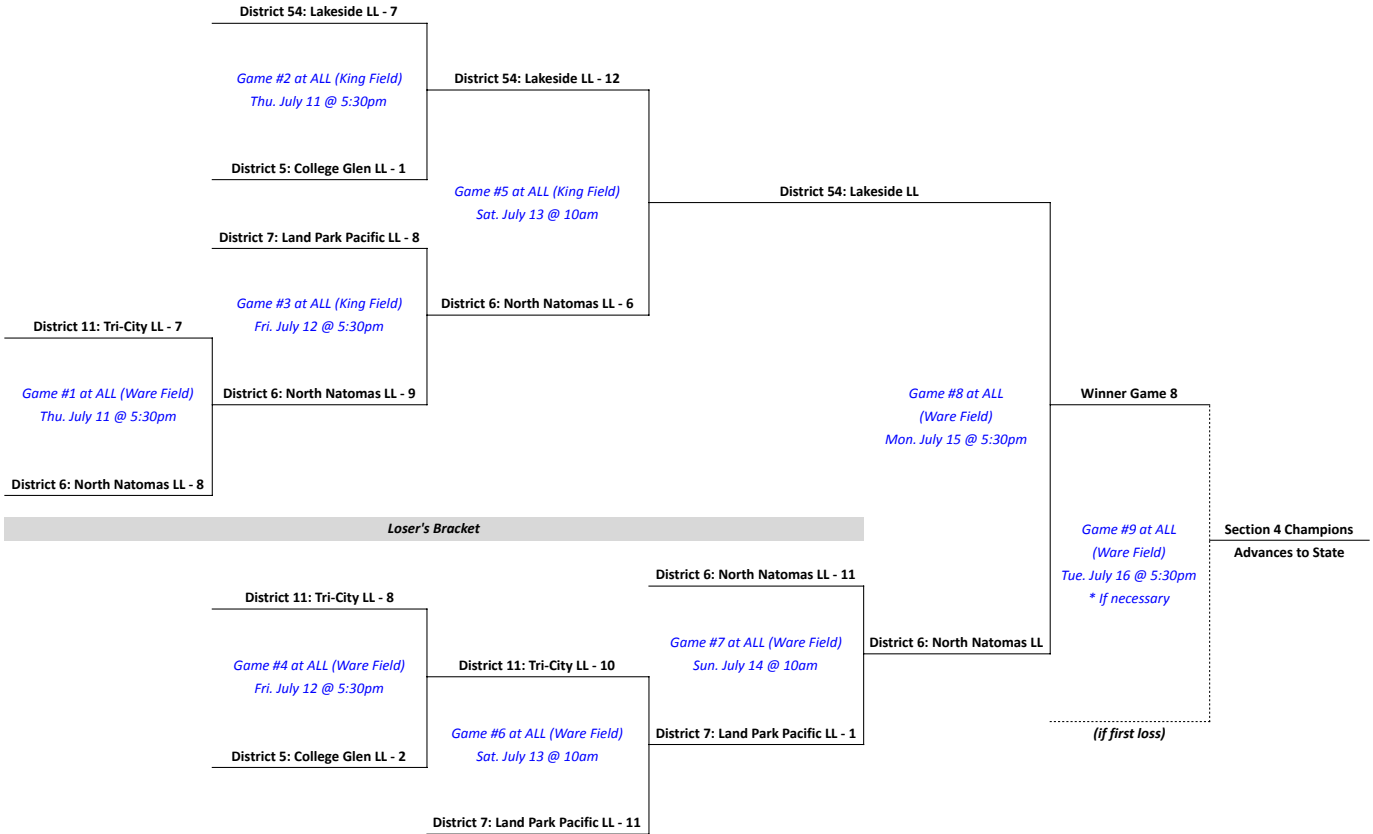 District 54: Lakeside LL - 7
Game #2 at ALL (King Field)
Thu. July 11 @ 5:30pm
District 54: Lakeside LL - 12
District 5: College Glen LL - 1
Game #5 at ALL (King Field)
Sat. July 13 @ 10am
District 54: Lakeside LL
District 7: Land Park Pacific LL - 8
Game #3 at ALL (King Field)
Fri. July 12 @ 5:30pm
District 6: North Natomas LL - 6
District 11: Tri-City LL - 7
Game #1 at ALL (Ware Field)
Thu. July 11 @ 5:30pm
District 6: North Natomas LL - 9
Game #8 at ALL
(Ware Field)
Mon. July 15 @ 5:30pm
Winner Game 8
District 6: North Natomas LL - 8
Loser's Bracket
Game #9 at ALL
(Ware Field)
Tue. July 16 @ 5:30pm
* If necessary
Section 4 Champions
Advances to State
District 6: North Natomas LL - 11
District 11: Tri-City LL - 8
Game #7 at ALL (Ware Field)
Sun. July 14 @ 10am
District 6: North Natomas LL
Game #4 at ALL (Ware Field)
Fri. July 12 @ 5:30pm
District 11: Tri-City LL - 10
District 5: College Glen LL - 2
Game #6 at ALL (Ware Field)
Sat. July 13 @ 10am
District 7: Land Park Pacific LL - 1
(if first loss)
District 7: Land Park Pacific LL - 11